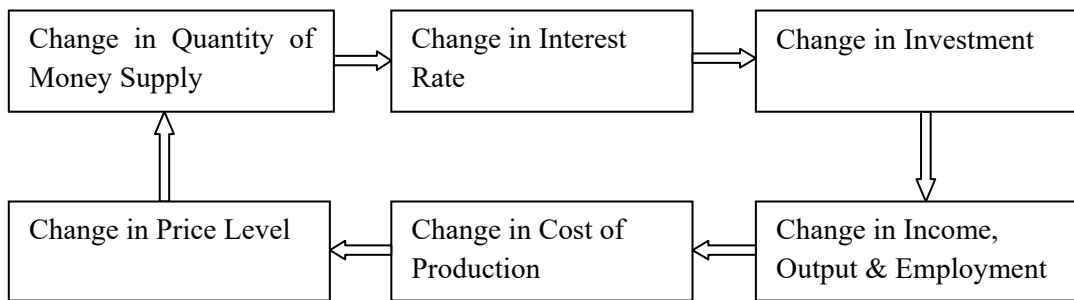 Change in Quantity of
Money Supply
Change in Interest
Rate
Change in Investment
Change in Price Level
Change in Cost of
Production
Change in Income,
Output & Employment